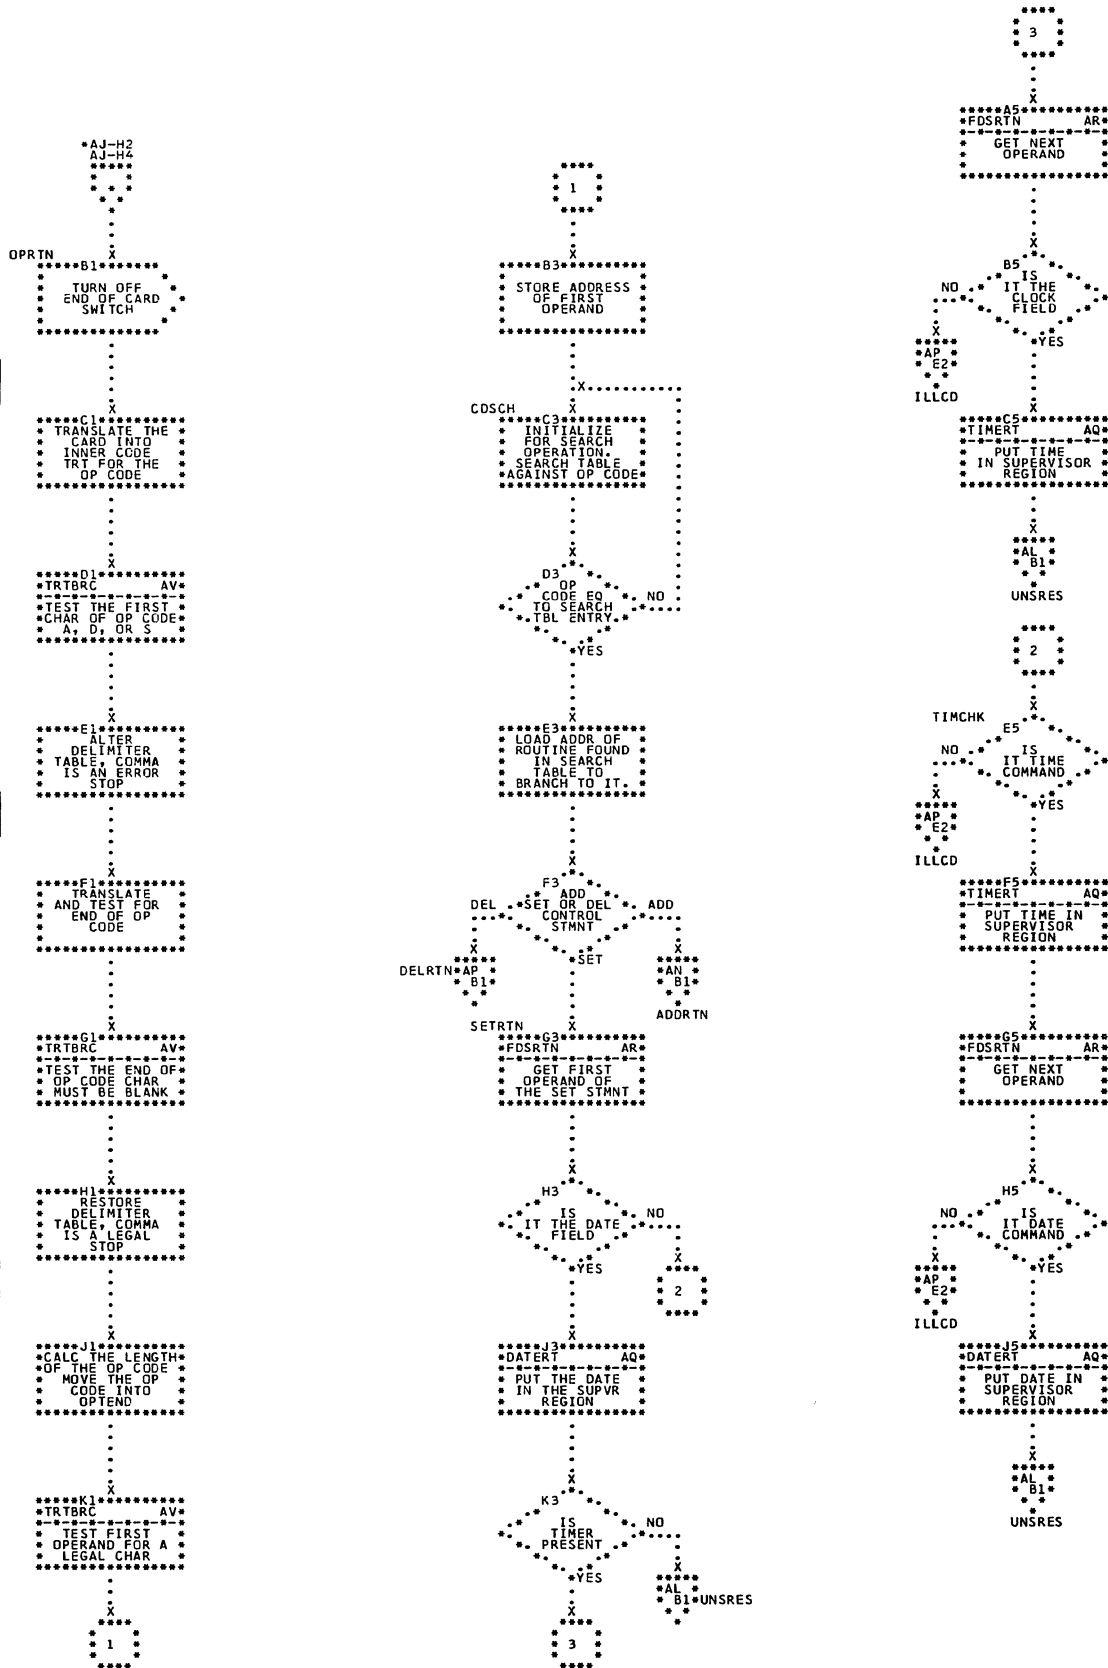 *AJ-H2
AJ-H4
OPRTN
B1
TURN OFF
END OF CARD
SWITCH
C1
TRANSLATE THE
CARD INTO
INNER CODE
TRT FOR THE
OP CODE
D1
TRTBRC AV
TEST THE FIRST
CHAR OF OP CODE
A, D, OR S
E1
ALTER
DELIMITER
TABLE, COMMA
IS AN ERROR
STOP
F1
TRANSLATE
AND TEST FOR
END OF OP
CODE
G1
TRTBRC AV
TEST THE END OF
OP CODE CHAR
MUST BE BLANK
H1
RESTORE
DELIMITER
TABLE, COMMA
IS A LEGAL
STOP
J1
CALC THE LENGTH
OF THE OP CODE
MOVE THE OP
CODE INTO
OPTEND
K1
TRTBRC AV
TEST FIRST
OPERAND FOR A
LEGAL CHAR
1
1
B3
STORE ADDRESS
OF FIRST
OPERAND
CDSCH
C3
INITIALIZE
FOR SEARCH
OPERATION.
SEARCH TABLE
AGAINST OP CODE
D3
OP
CODE EQ
TO SEARCH
TBL ENTRY
NO
YES
E3
LOAD ADDR OF
ROUTINE FOUND
IN SEARCH
TABLE TO
BRANCH TO IT.
F3
ADD
SET OR DEL
CONTROL
STMNT
DEL
ADD
SET
DELRTN
AP
B1
AN
B1
ADDRTN
SETRTN
G3
FDSRTN AR
GET FIRST
OPERAND OF
THE SET STMNT
H3
IS
IT THE DATE
FIELD
NO
YES
2
J3
DATERT AQ
PUT THE DATE
IN THE SUPVR
REGION
K3
IS
TIMER
PRESENT
NO
YES
AL
B1
UNSRES
3
3
A5
FDSRTN AR
GET NEXT
OPERAND
B5
IS
IT THE
CLOCK
FIELD
NO
YES
AP
E2
ILLCD
C5
TIMERT AQ
PUT TIME
IN SUPERVISOR
REGION
AL
B1
UNSRES
2
TIMCHK
E5
IS
IT TIME
COMMAND
NO
YES
AP
E2
ILLCD
F5
TIMERT AQ
PUT TIME IN
SUPERVISOR
REGION
G5
FDSRTN AR
GET NEXT
OPERAND
H5
IS
IT DATE
COMMAND
NO
YES
AP
E2
ILLCD
J5
DATERT AQ
PUT DATE IN
SUPERVISOR
REGION
AL
B1
UNSRES